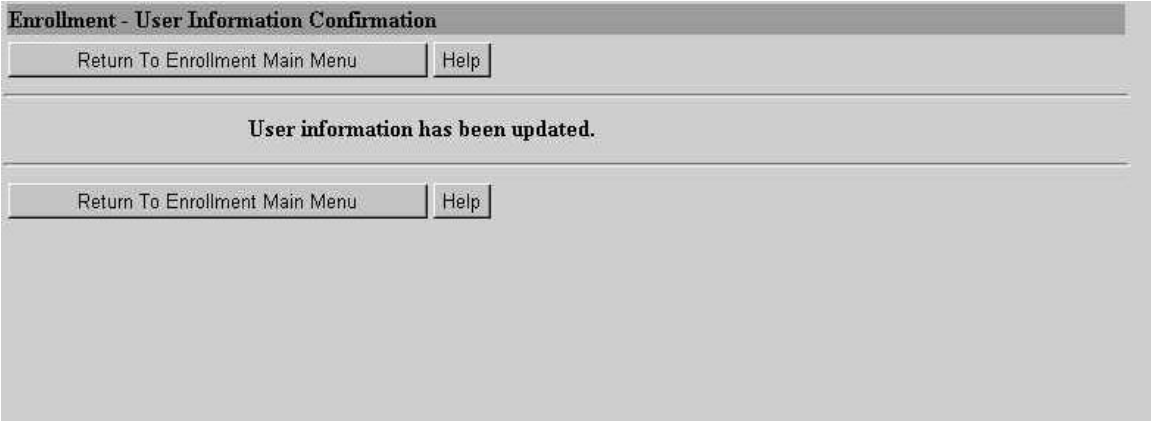 Enrollment - User Information Confirmation
Return To Enrollment Main Menu Help
User information has been updated.
Return To Enrollment Main Menu Help